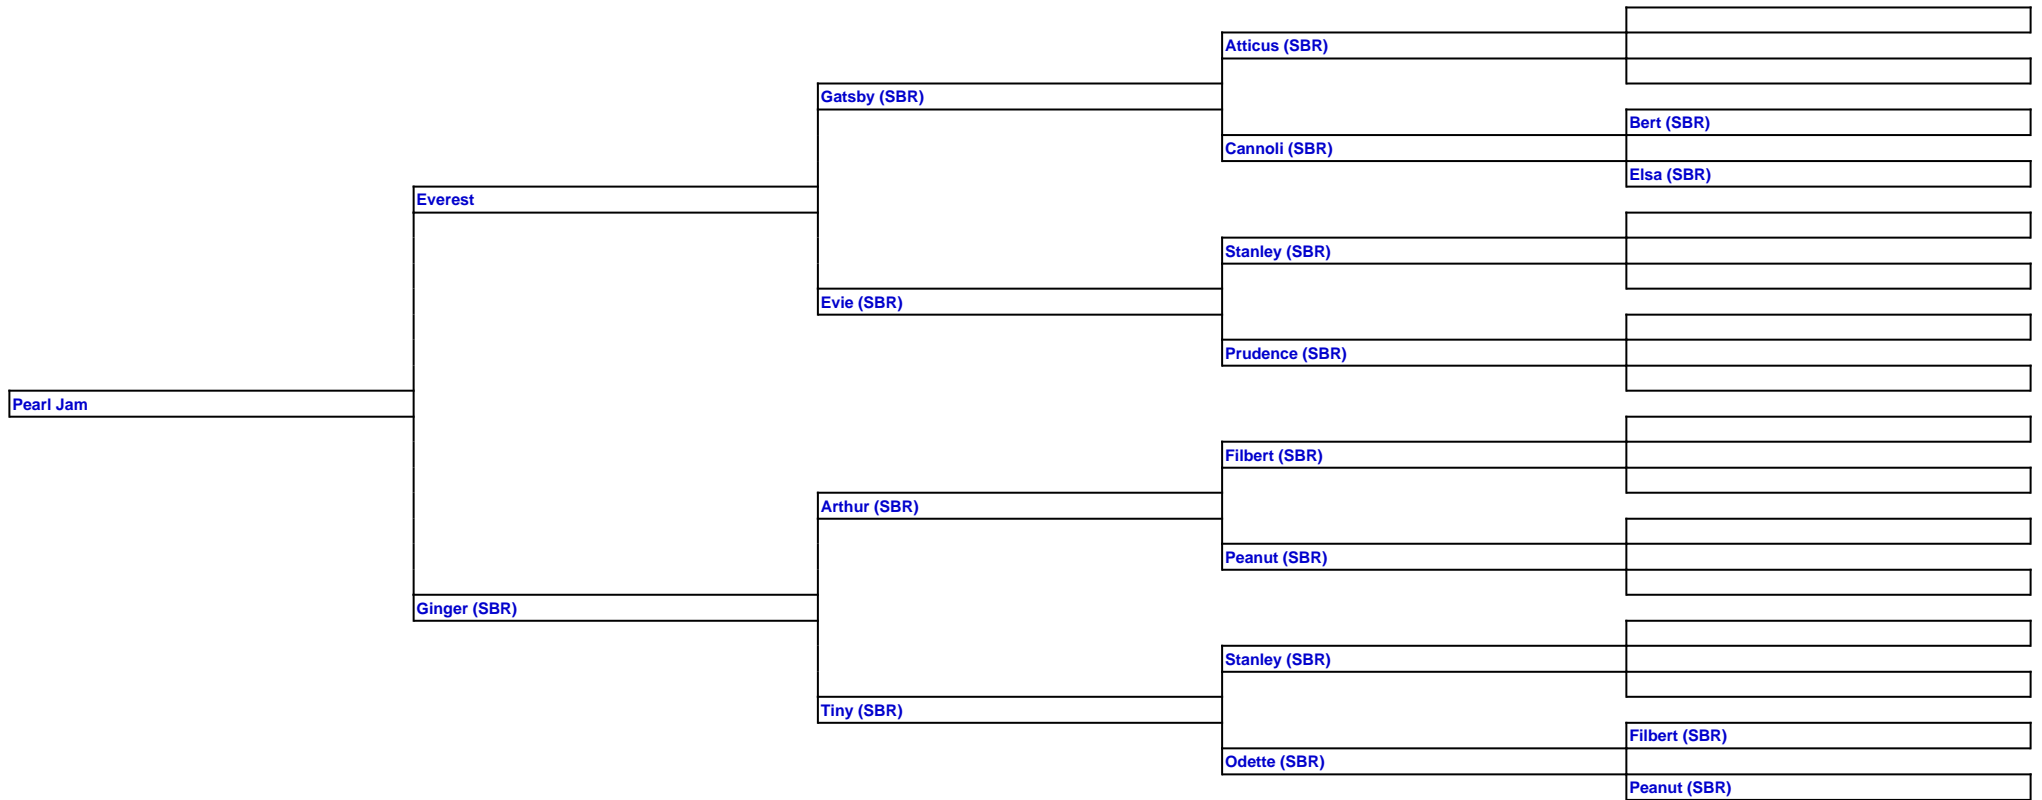 Atticus (SBR)
Gatsby (SBR)
Bert (SBR)
Cannoli (SBR)
Elsa (SBR)
Everest
Stanley (SBR)
Evie (SBR)
Prudence (SBR)
Pearl Jam
Filbert (SBR)
Arthur (SBR)
Peanut (SBR)
Ginger (SBR)
Stanley (SBR)
Tiny (SBR)
Filbert (SBR)
Odette (SBR)
Peanut (SBR)